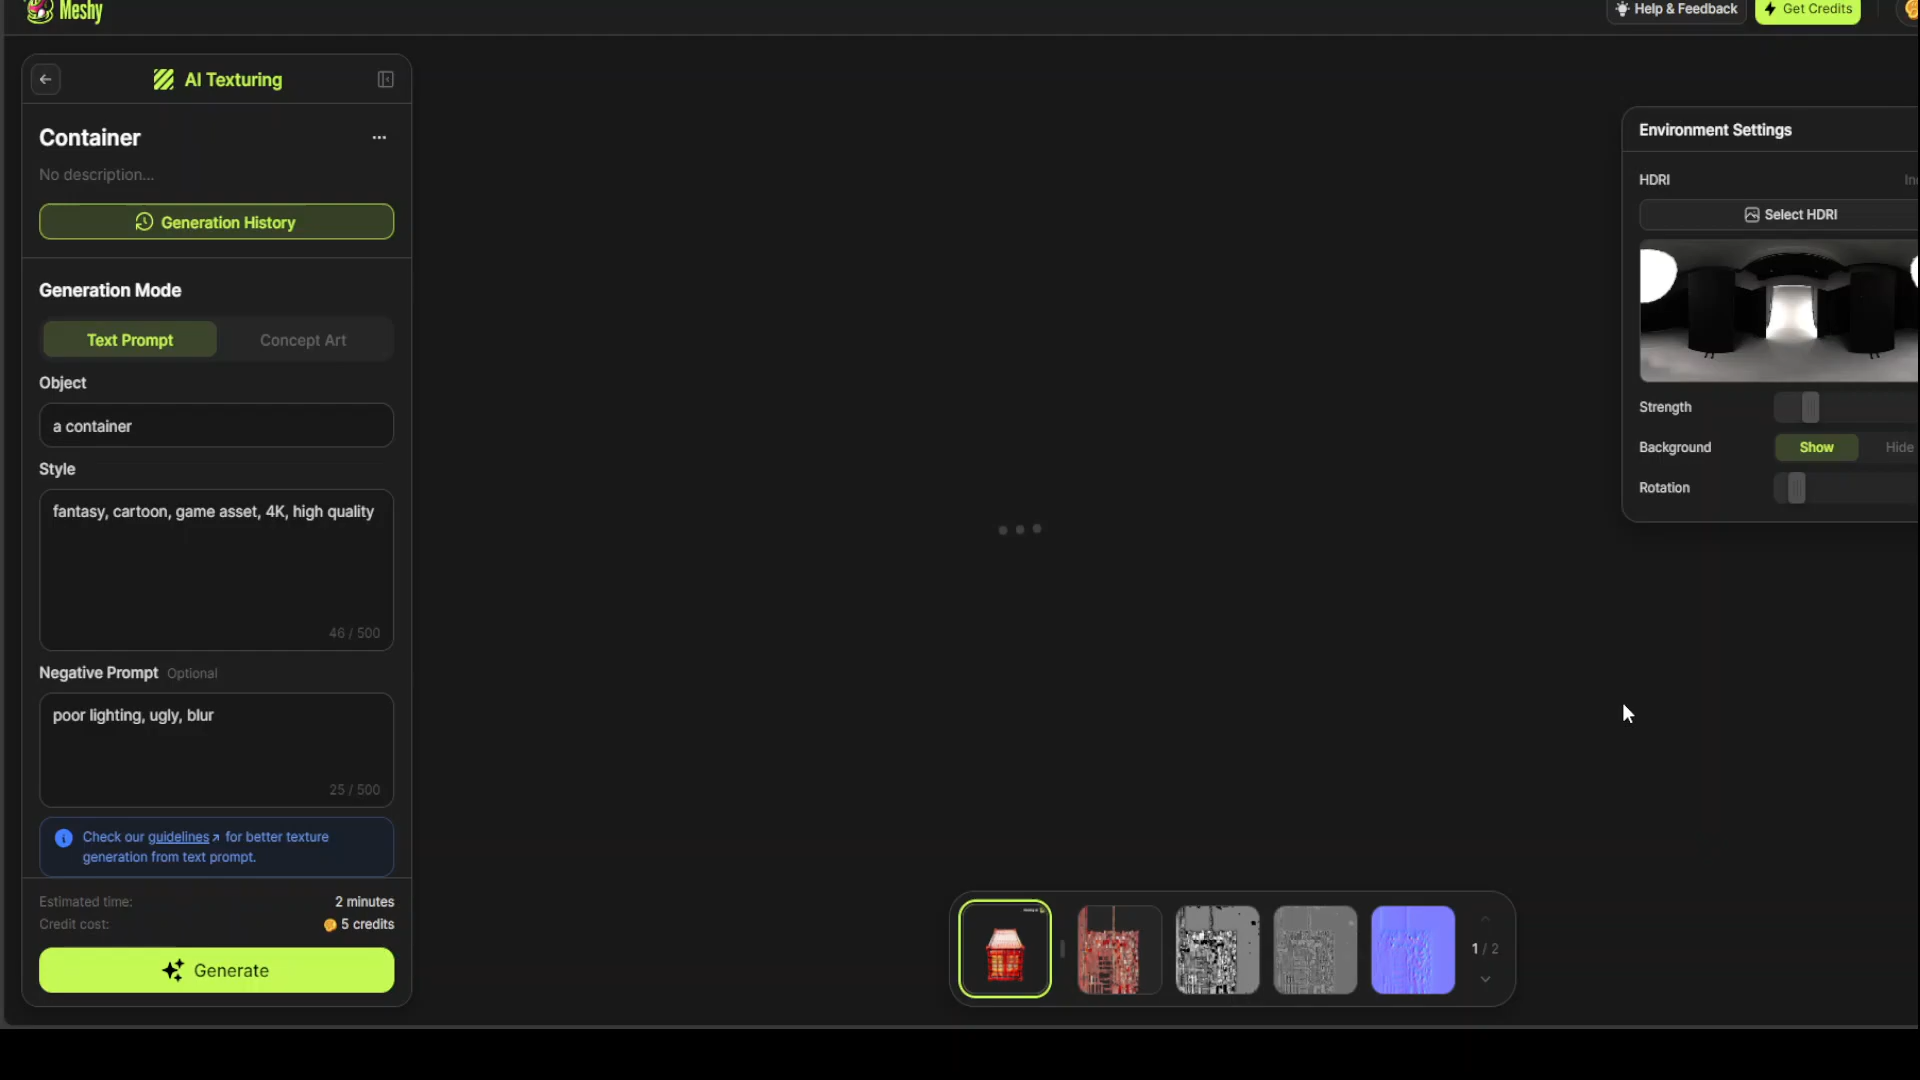 Meshy
Help & Feedback
Get Credits
AI Texturing
Container
...
No description...
Generation History
Generation Mode
Text Prompt
Concept Art
Object
a container
Style
fantasy, cartoon, game asset, 4K, high quality
46 / 500
Negative Prompt Optional
poor lighting, ugly, blur
25 / 500
Check our guidelines↗ for better texture
generation from text prompt.
Estimated time:
2 minutes
Credit cost:
5 credits
Generate
Environment Settings
HDRI
Select HDRI
Strength
Background
Show
Hide
Rotation
1 / 2